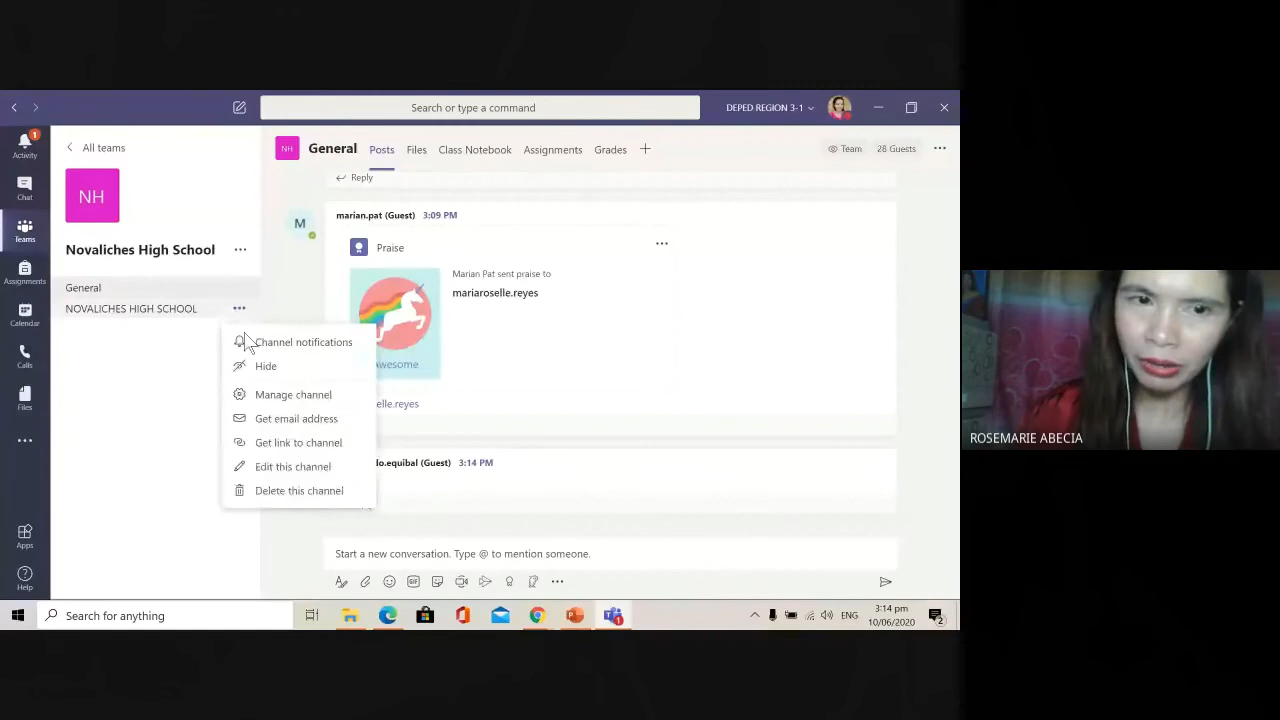 Search or type a command
DEPED REGION 3-1
1
Activity
Chat
Teams
Assignments
Calendar
Calls
Files
Apps
Help
All teams
NH
Novaliches High School
General
NOVALICHES HIGH SCHOOL
Channel notifications
Hide
Manage channel
Get email address
Get link to channel
Edit this channel
Delete this channel
NH
General
Posts
Files
Class Notebook
Assignments
Grades
Team
28 Guests
Reply
M
marian.pat (Guest) 3:09 PM
Praise
Marian Pat sent praise to
mariaroselle.reyes
Awesome
elle.reyes
lo.equibal (Guest) 3:14 PM
Start a new conversation. Type @ to mention someone.
GIF
Search for anything
1
ENG
3:14 pm
10/06/2020
2
ROSEMARIE ABECIA